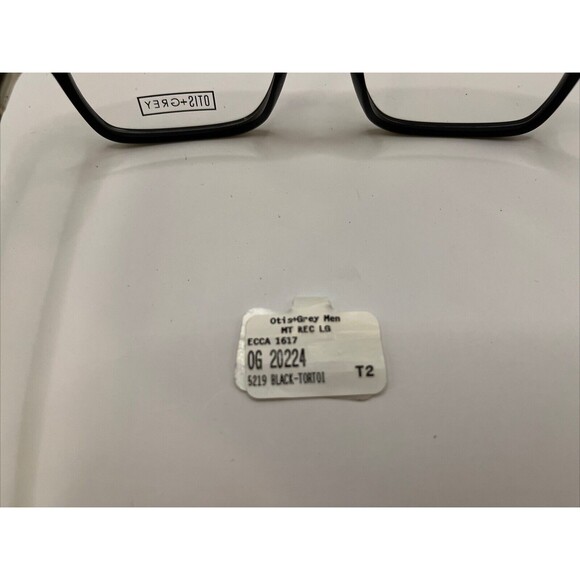 OTIS+GREY
Otis+Grey Men
MT REC LG
ECCA 1617
OG 20224
5219 BLACK-TORTOI
T2